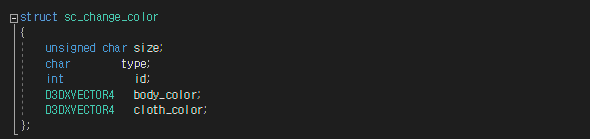 struct sc_change_color
{
unsigned char size;
char type;
int id;
D3DXVECTOR4 body_color;
D3DXVECTOR4 cloth_color;
};